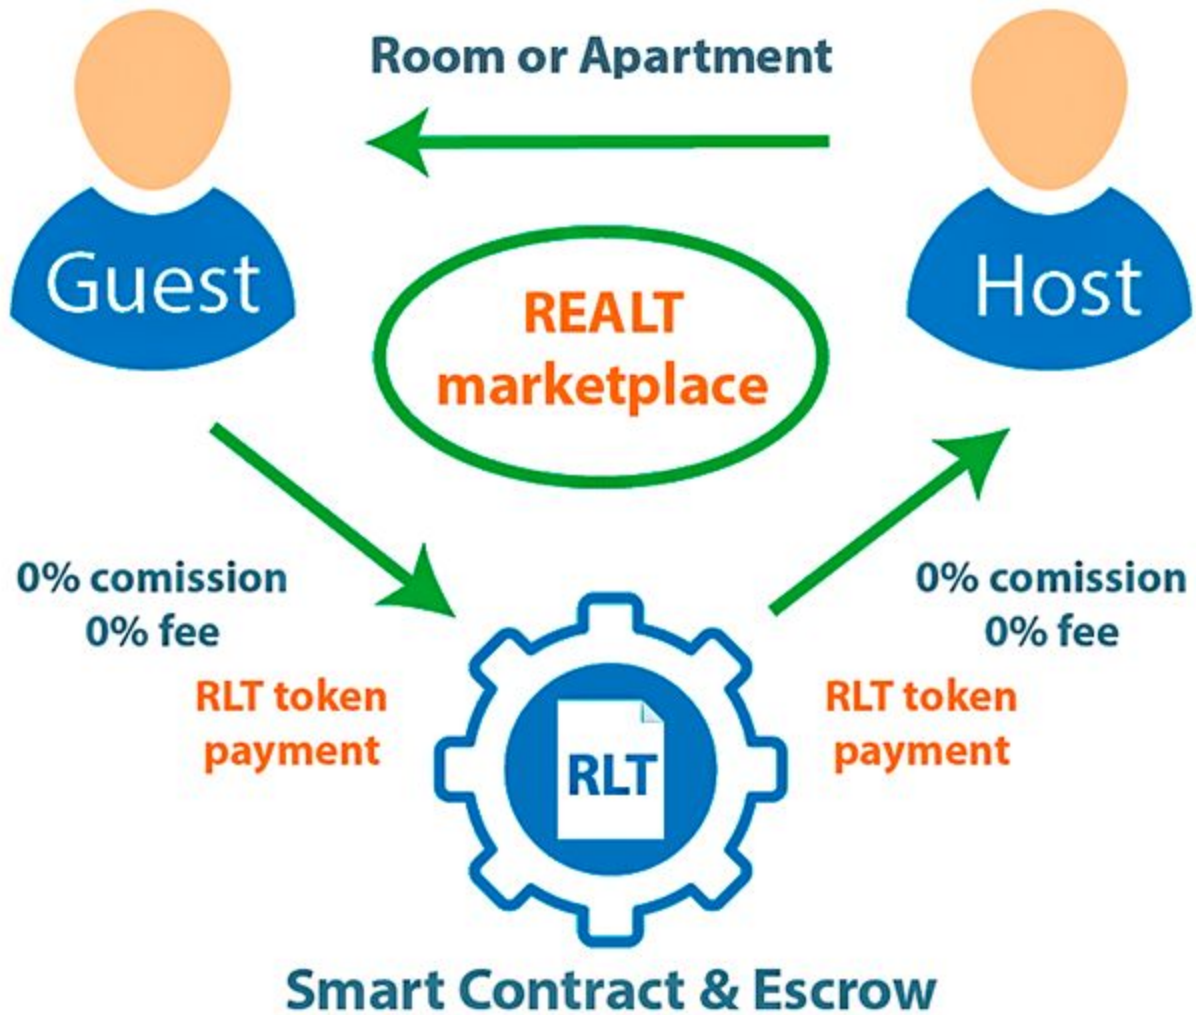 Room or Apartment
Guest
Host
REALT
marketplace
0% comission
0% fee
RLT token
payment
0% comission
0% fee
RLT token
payment
RLT
Smart Contract & Escrow